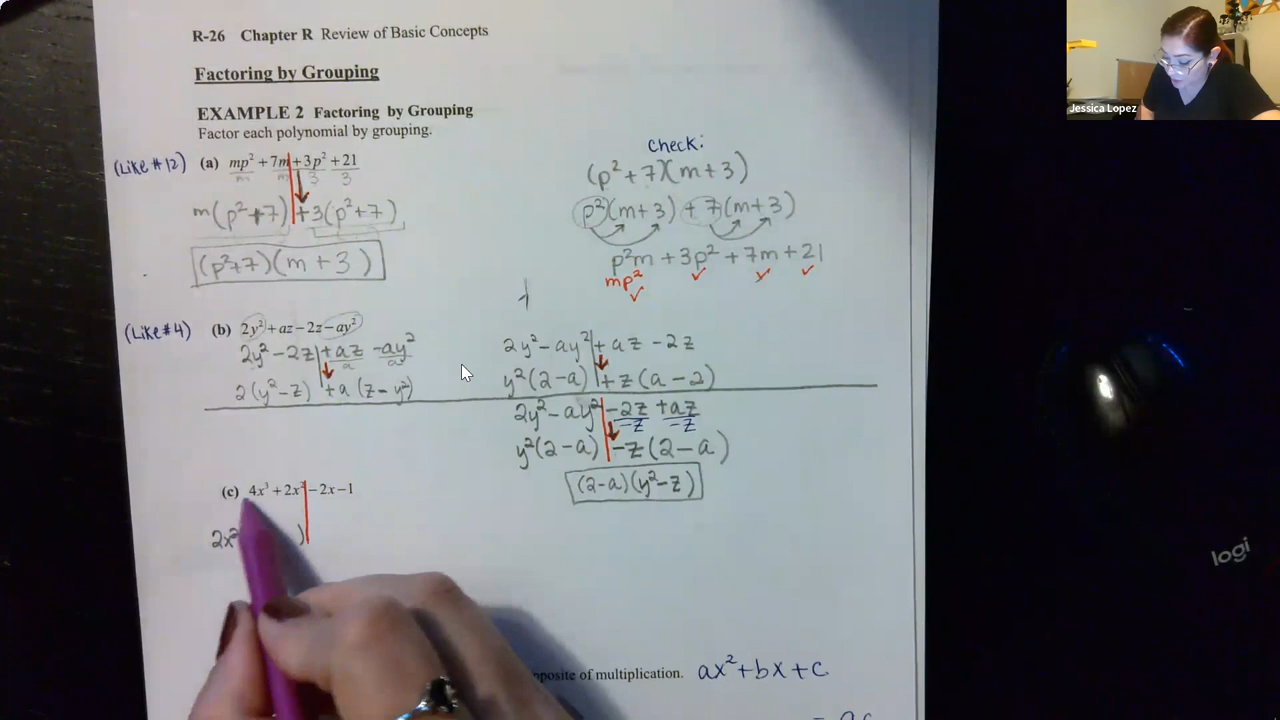 R-26 Chapter R Review of Basic Concepts
Factoring by Grouping
EXAMPLE 2 Factoring by Grouping
Factor each polynomial by grouping.
(Like #12) (a) mp² + 7m + 3p² + 21
m m 3 3
m(p²+7) +3(p²+7)
(p²+7)(m+3)
check:
(p²+7)(m+3)
p²(m+3) + 7(m+3)
p²m + 3p² + 7m + 21
mp²
✓ ✓ ✓ ✓
(Like #4) (b) 2y² + az − 2z − ay²
2y² − 2z + az − ay²
a a
2(y²−z) + a(z−y²)
2y² − ay² + az − 2z
y²(2−a) + z(a−2)
2y² − ay² − 2z + az
−z −z
y²(2−a) − z(2−a)
(2−a)(y²−z)
(c) 4x³ + 2x² − 2x − 1
2x² )
pposite of multiplication. ax²+bx+c
Jessica Lopez
logi